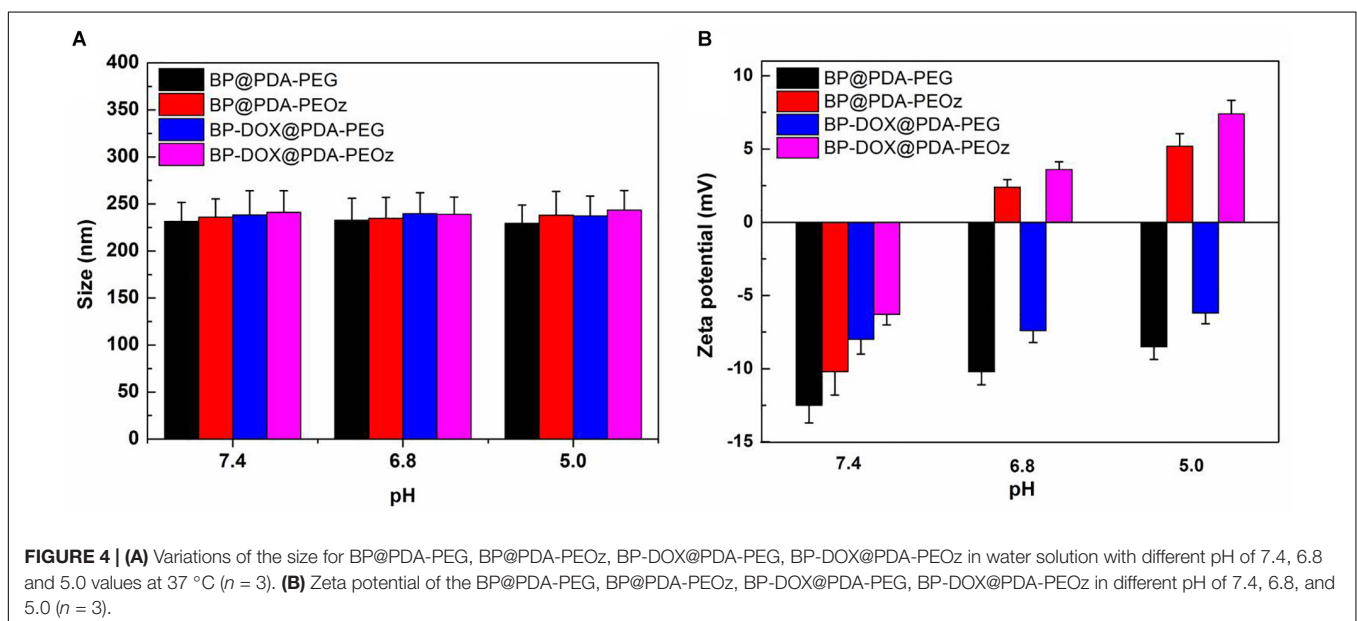 A
400
350
300
250
200
150
100
50
0
Size (nm)
BP@PDA-PEG
BP@PDA-PEOz
BP-DOX@PDA-PEG
BP-DOX@PDA-PEOz
7.4
6.8
5.0
pH
B
10
5
0
-5
-10
-15
Zeta potential (mV)
BP@PDA-PEG
BP@PDA-PEOz
BP-DOX@PDA-PEG
BP-DOX@PDA-PEOz
7.4
6.8
5.0
pH
FIGURE 4 | (A) Variations of the size for BP@PDA-PEG, BP@PDA-PEOz, BP-DOX@PDA-PEG, BP-DOX@PDA-PEOz in water solution with different pH of 7.4, 6.8
and 5.0 values at 37 °C (n = 3). (B) Zeta potential of the BP@PDA-PEG, BP@PDA-PEOz, BP-DOX@PDA-PEG, BP-DOX@PDA-PEOz in different pH of 7.4, 6.8, and
5.0 (n = 3).